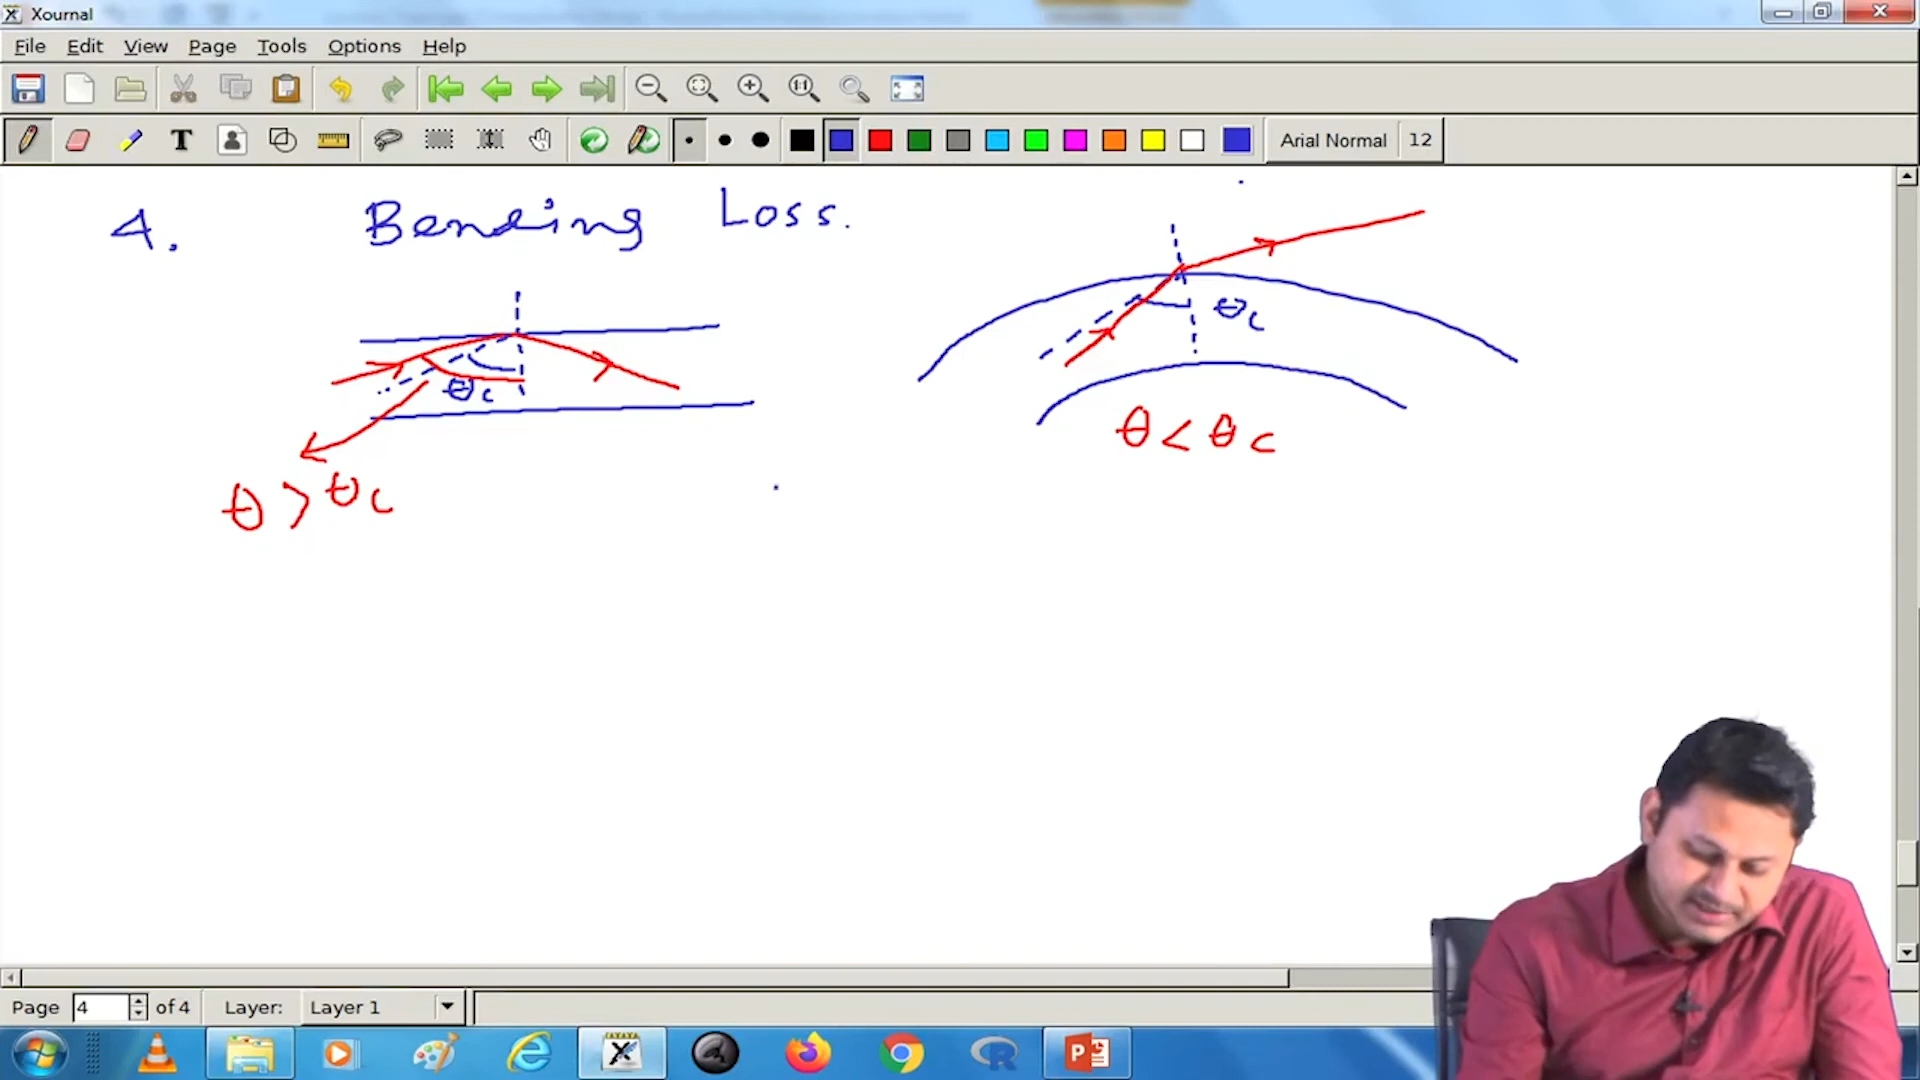 Xournal
File Edit View Page Tools Options Help
T Arial Normal 12
4. Bending Loss.
θc
θ > θc
θc
θ < θc
Page 4 of 4 Layer: Layer 1